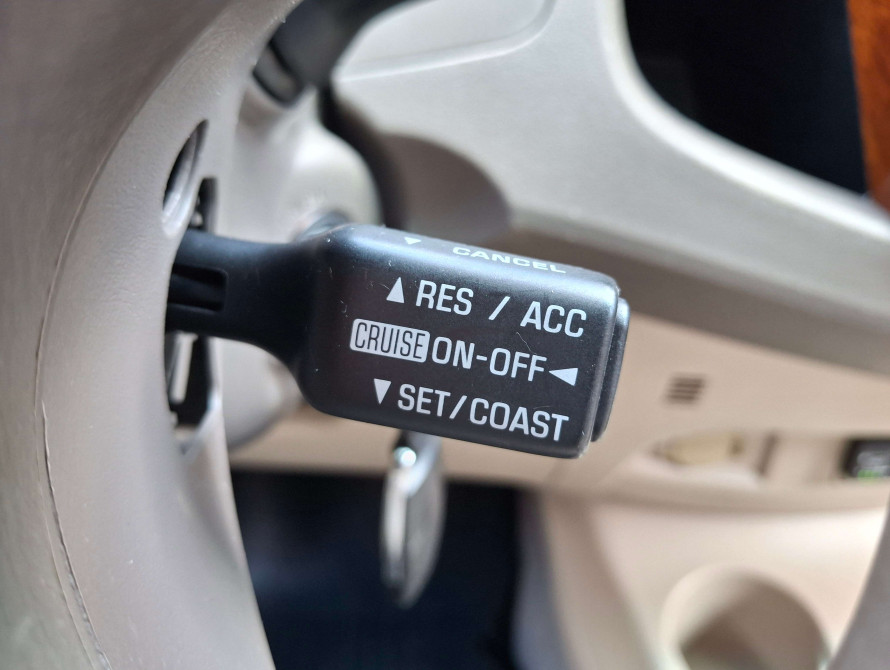 ▼ CANCEL
▲ RES / ACC
CRUISE ON-OFF ◀
▼ SET/COAST